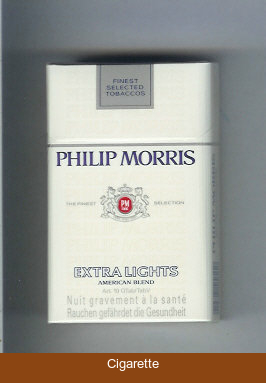 FINEST
SELECTED
TOBACCOS
PHILIP MORRIS
THE FINEST SELECTION
PM
EXTRA LIGHTS
AMERICAN BLEND
Nuit gravement à la santé
Rauchen gefährdet die Gesundheit
Cigarette